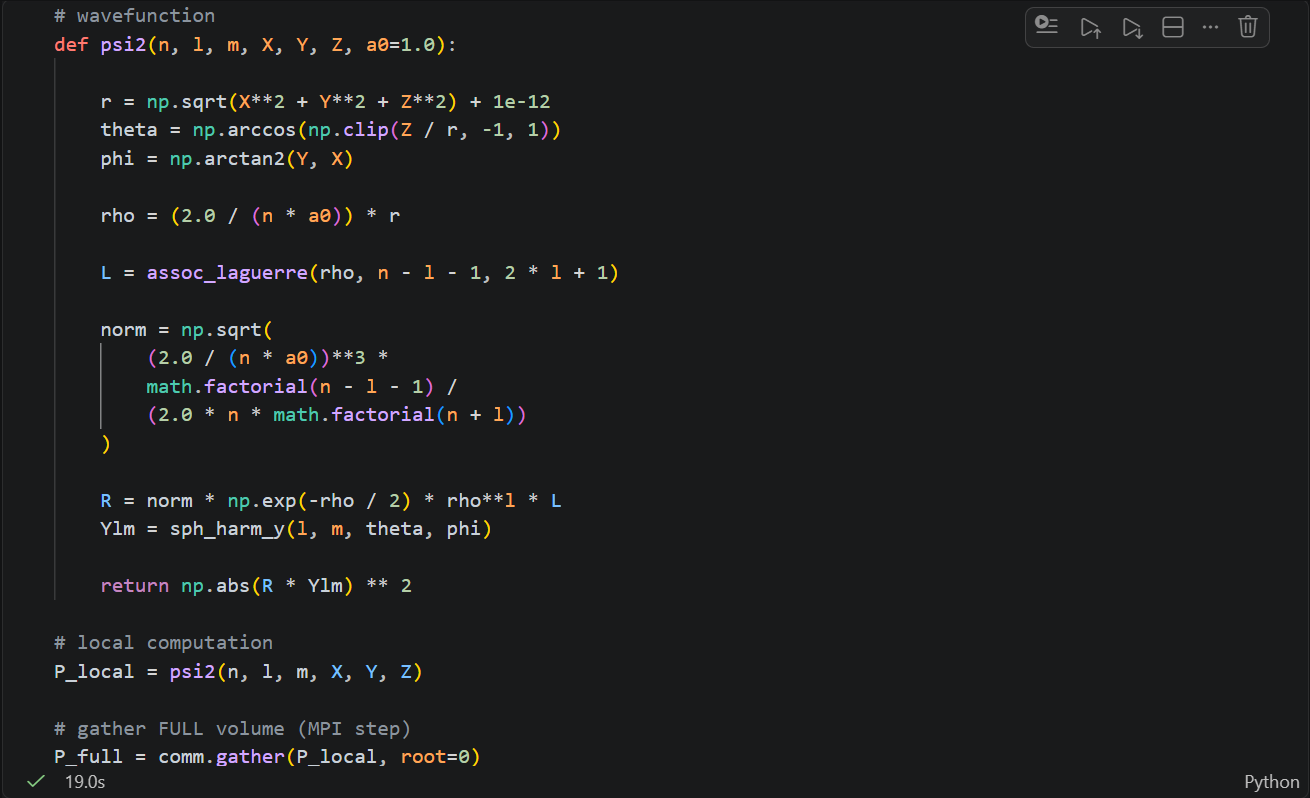 # wavefunction
def psi2(n, l, m, X, Y, Z, a0=1.0):
r = np.sqrt(X**2 + Y**2 + Z**2) + 1e-12
theta = np.arccos(np.clip(Z / r, -1, 1))
phi = np.arctan2(Y, X)
rho = (2.0 / (n * a0)) * r
L = assoc_laguerre(rho, n - l - 1, 2 * l + 1)
norm = np.sqrt(
(2.0 / (n * a0))**3 *
math.factorial(n - l - 1) /
(2.0 * n * math.factorial(n + l))
)
R = norm * np.exp(-rho / 2) * rho**l * L
Ylm = sph_harm_y(l, m, theta, phi)
return np.abs(R * Ylm) ** 2
# local computation
P_local = psi2(n, l, m, X, Y, Z)
# gather FULL volume (MPI step)
P_full = comm.gather(P_local, root=0)
19.0s
Python